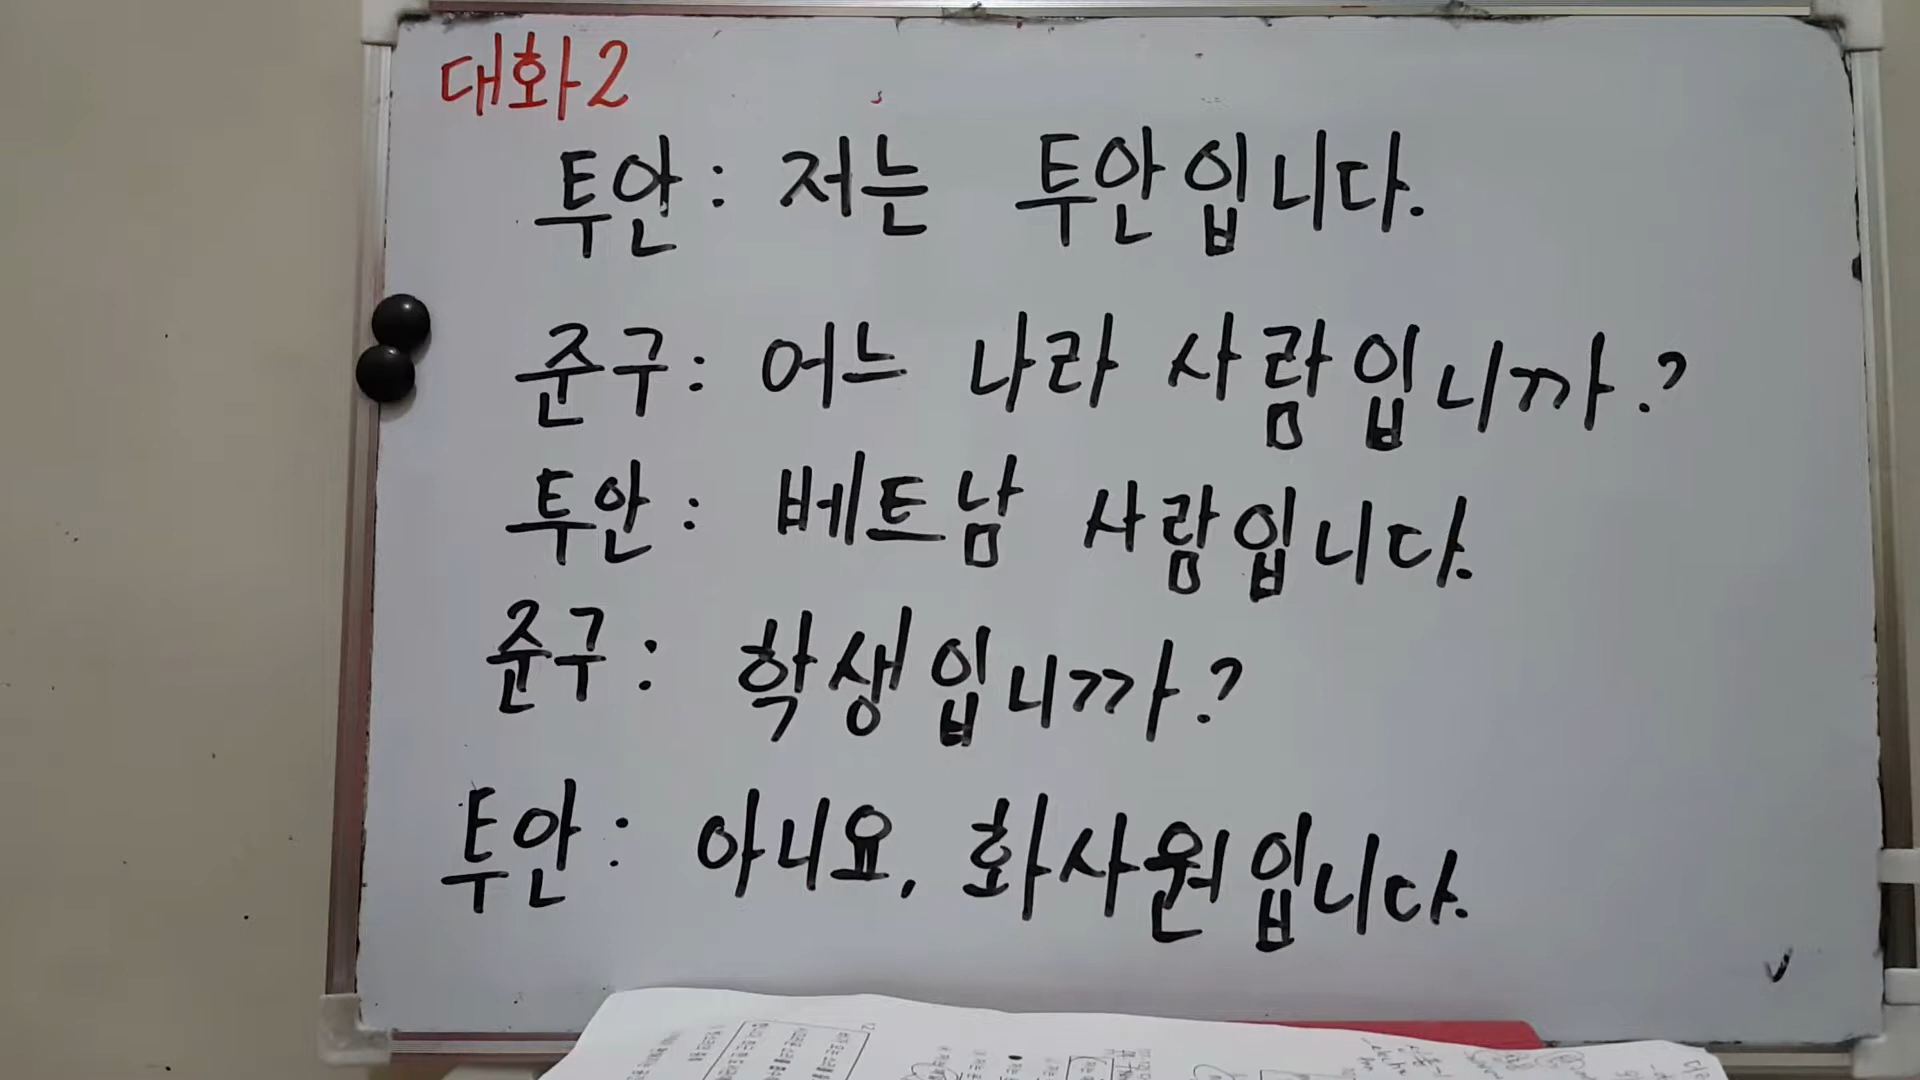 대화2
투안: 저는 투안입니다.
준구: 어느 나라 사람입니까?
투안: 베트남 사람입니다.
준구: 학생입니까?
투안: 아니요, 화사원입니다.